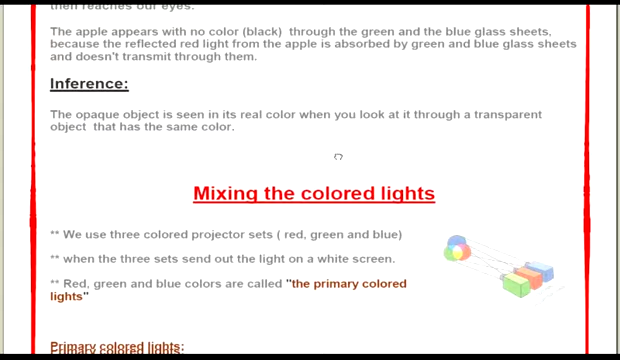 then reaches our eyes.
The apple appears with no color (black) through the green and the blue glass sheets,
because the reflected red light from the apple is absorbed by green and blue glass sheets
and doesn't transmit through them.
Inference:
The opaque object is seen in its real color when you look at it through a transparent
object that has the same color.
Mixing the colored lights
** We use three colored projector sets ( red, green and blue)
** when the three sets send out the light on a white screen.
** Red, green and blue colors are called "the primary colored
lights"
Primary colored lights: